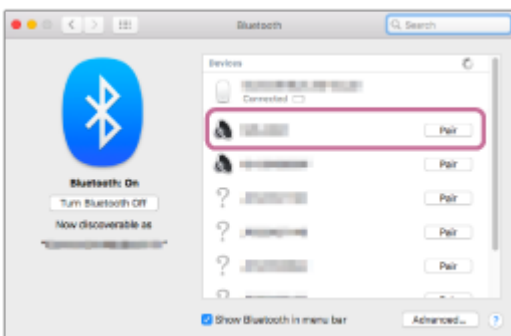 Bluetooth
Search
Devices
Connected
Pair
Pair
Bluetooth: On
Turn Bluetooth Off
Pair
Now discoverable as
Pair
Pair
Show Bluetooth in menu bar
Advanced...
?